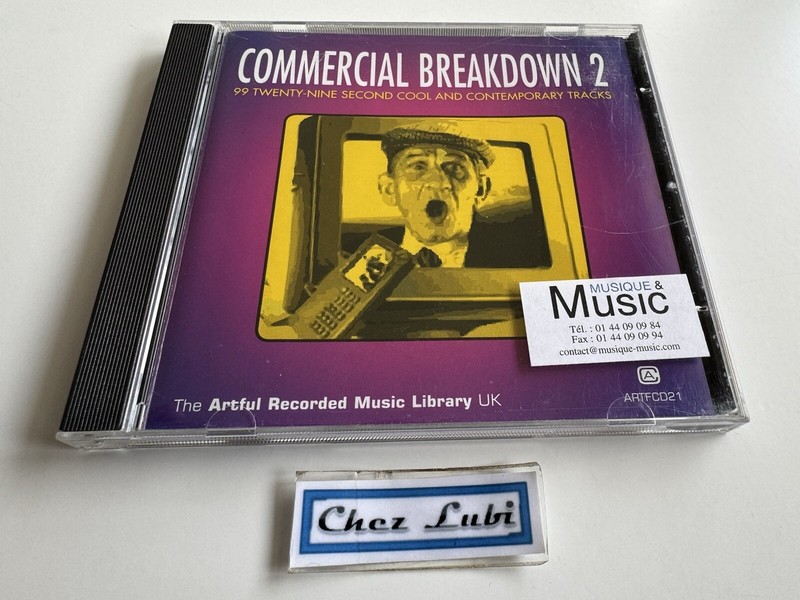 COMMERCIAL BREAKDOWN 2
99 TWENTY-NINE SECOND COOL AND CONTEMPORARY TRACKS
MUSIQUE &
Music
Tél. : 01 44 09 09 84
Fax : 01 44 09 09 94
contact@musique-music.com
CA
The Artful Recorded Music Library UK
ARTFCD21
Chez Lubi